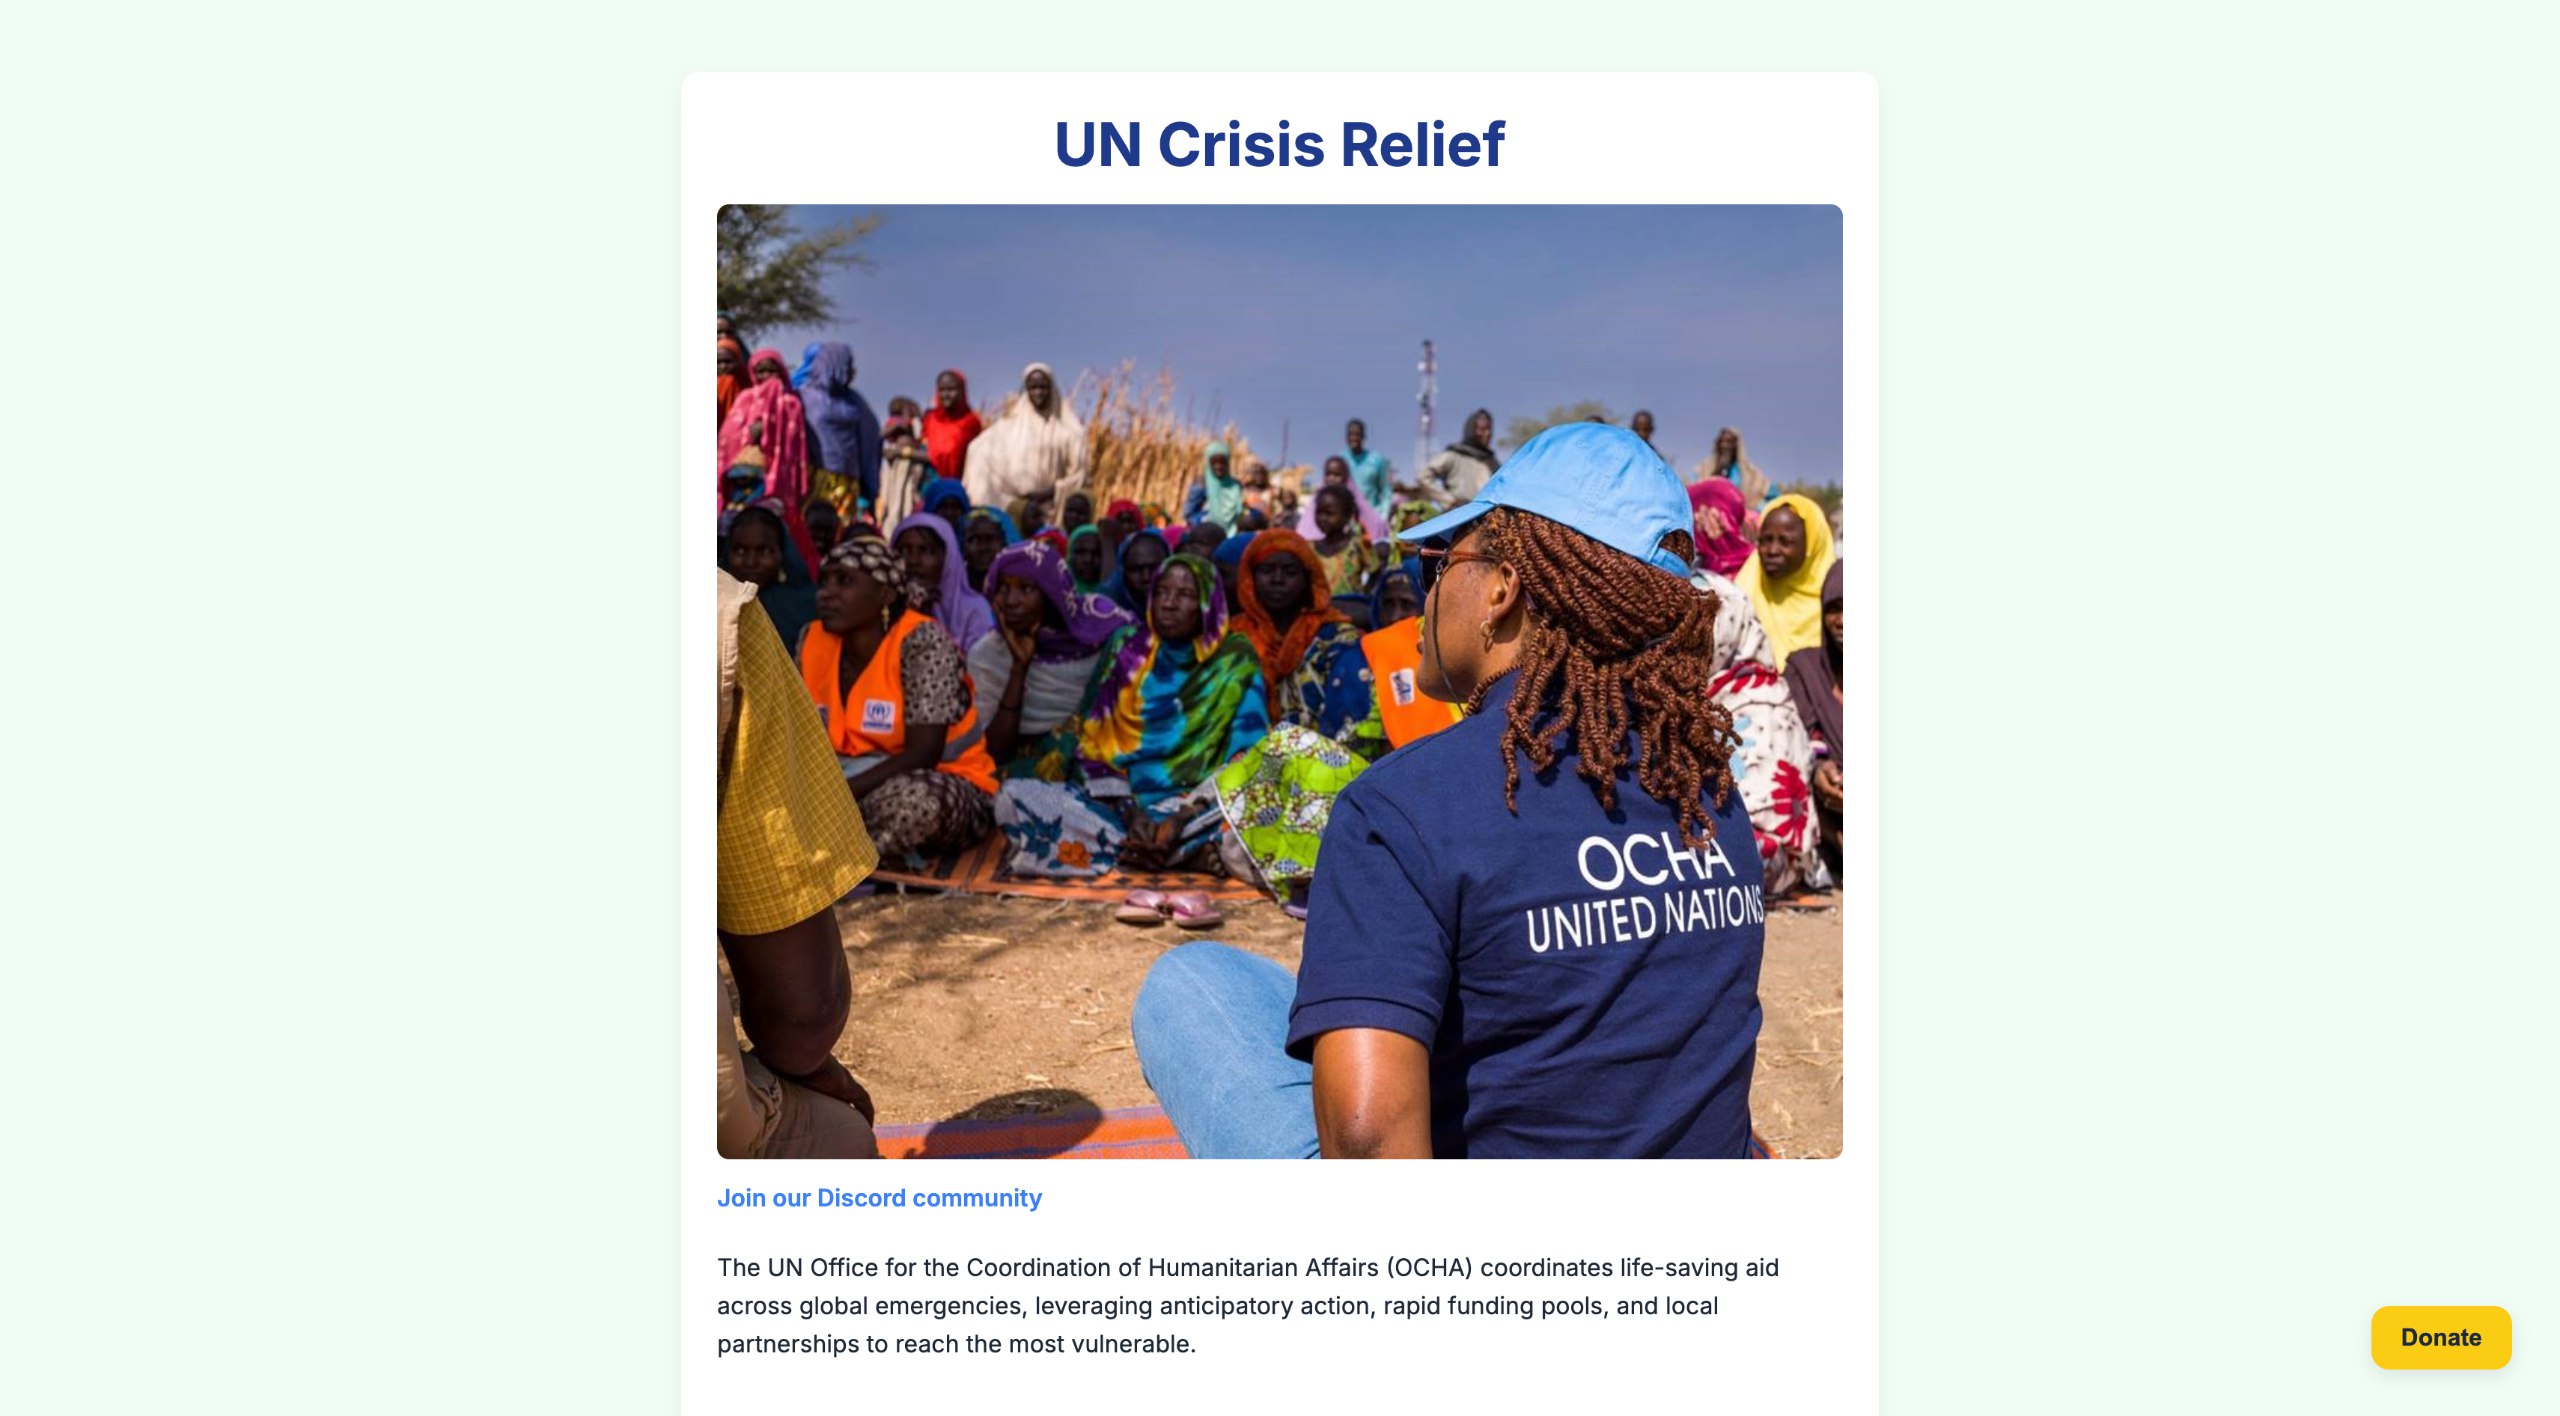 UN Crisis Relief
OCHA
UNITED NATIONS
Join our Discord community
The UN Office for the Coordination of Humanitarian Affairs (OCHA) coordinates life-saving aid
across global emergencies, leveraging anticipatory action, rapid funding pools, and local
partnerships to reach the most vulnerable.
Donate